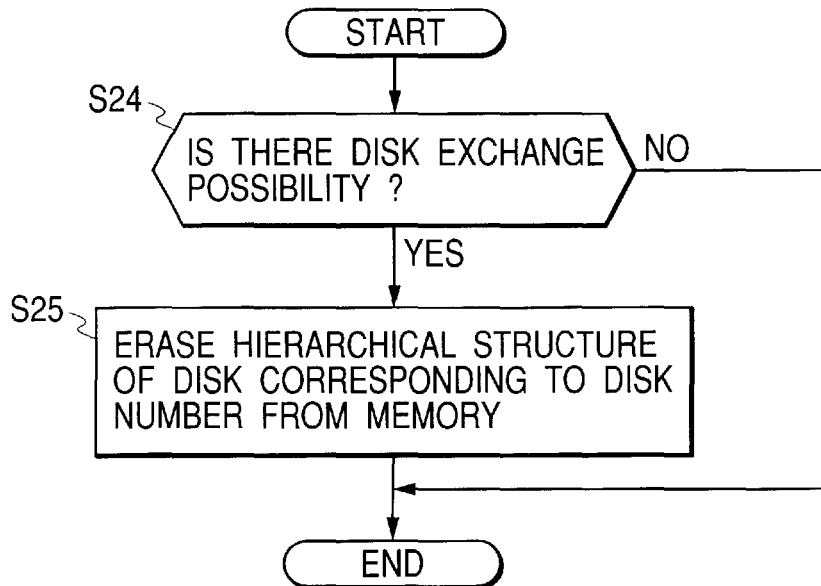 START
S24
IS THERE DISK EXCHANGE
POSSIBILITY ?
NO
YES
S25
ERASE HIERARCHICAL STRUCTURE
OF DISK CORRESPONDING TO DISK
NUMBER FROM MEMORY
END